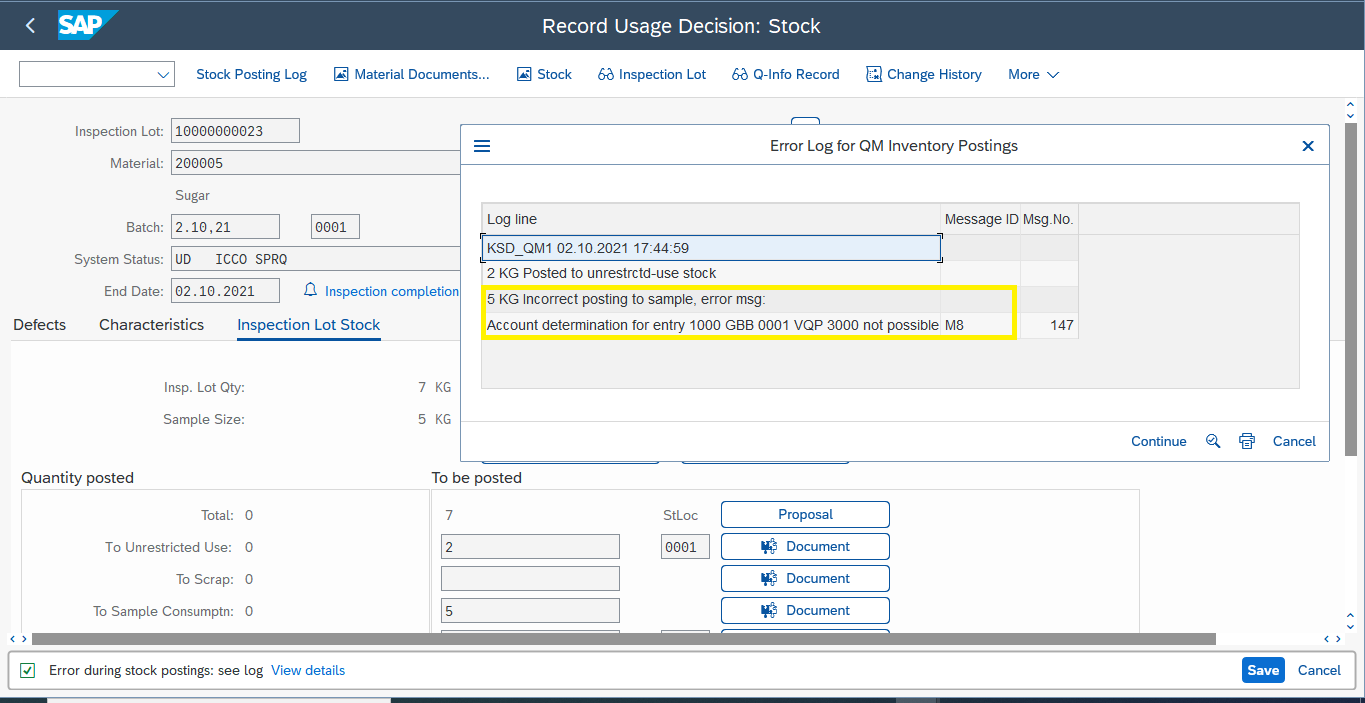 SAP
Record Usage Decision: Stock
Stock Posting Log Material Documents... Stock Inspection Lot Q-Info Record Change History More
Inspection Lot: 10000000023
Material: 200005
Sugar
Batch: 2.10,21 0001
System Status: UD ICCO SPRQ
End Date: 02.10.2021 Inspection completion
Defects Characteristics Inspection Lot Stock
Insp. Lot Qty: 7 KG
Sample Size: 5 KG
Error Log for QM Inventory Postings
Log line Message ID Msg.No.
KSD_QM1 02.10.2021 17:44:59
2 KG Posted to unrestrctd-use stock
5 KG Incorrect posting to sample, error msg:
Account determination for entry 1000 GBB 0001 VQP 3000 not possible M8 147
Continue Cancel
Quantity posted To be posted
Total: 0 7 StLoc Proposal
To Unrestricted Use: 0 2 0001 Document
To Scrap: 0 Document
To Sample Consumptn: 0 5 Document
Error during stock postings: see log View details Save Cancel